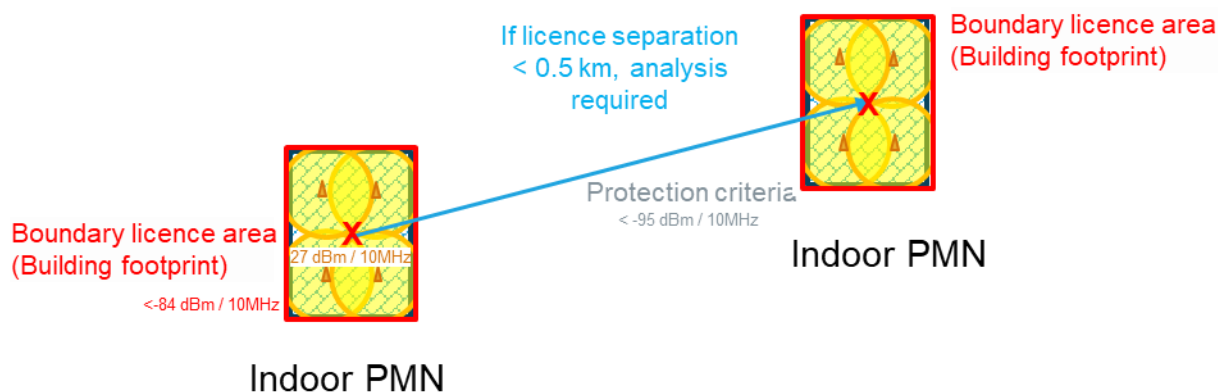 If licence separation
< 0.5 km, analysis
required
Boundary licence area
(Building footprint)
X
Protection criteria
< -95 dBm / 10MHz
Indoor PMN
Boundary licence area
(Building footprint)
<-84 dBm / 10MHz
X
27 dBm / 10MHz
Indoor PMN